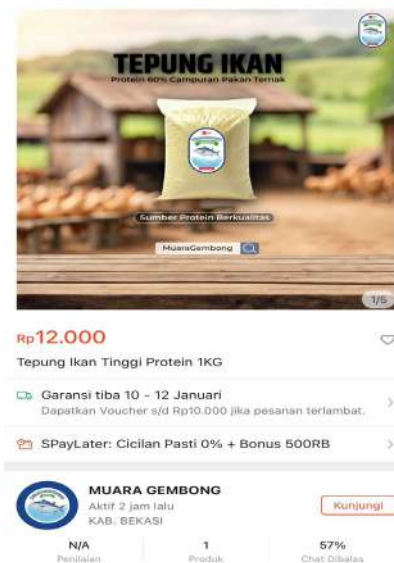 TEPUNG IKAN
Protein 60% Campuran Pakan Ternak
Sumber Protein Berkualitas
MuaraGembong
1/5
Rp12.000
Tepung Ikan Tinggi Protein 1KG
Garansi tiba 10 - 12 Januari
Dapatkan Voucher s/d Rp10.000 jika pesanan terlambat.
SPayLater: Cicilan Pasti 0% + Bonus 500RB
MUARA GEMBONG
Aktif 2 jam lalu
Kunjungi
KAB. BEKASI
N/A 1 57%
Penilaian Produk Chat Dibalas